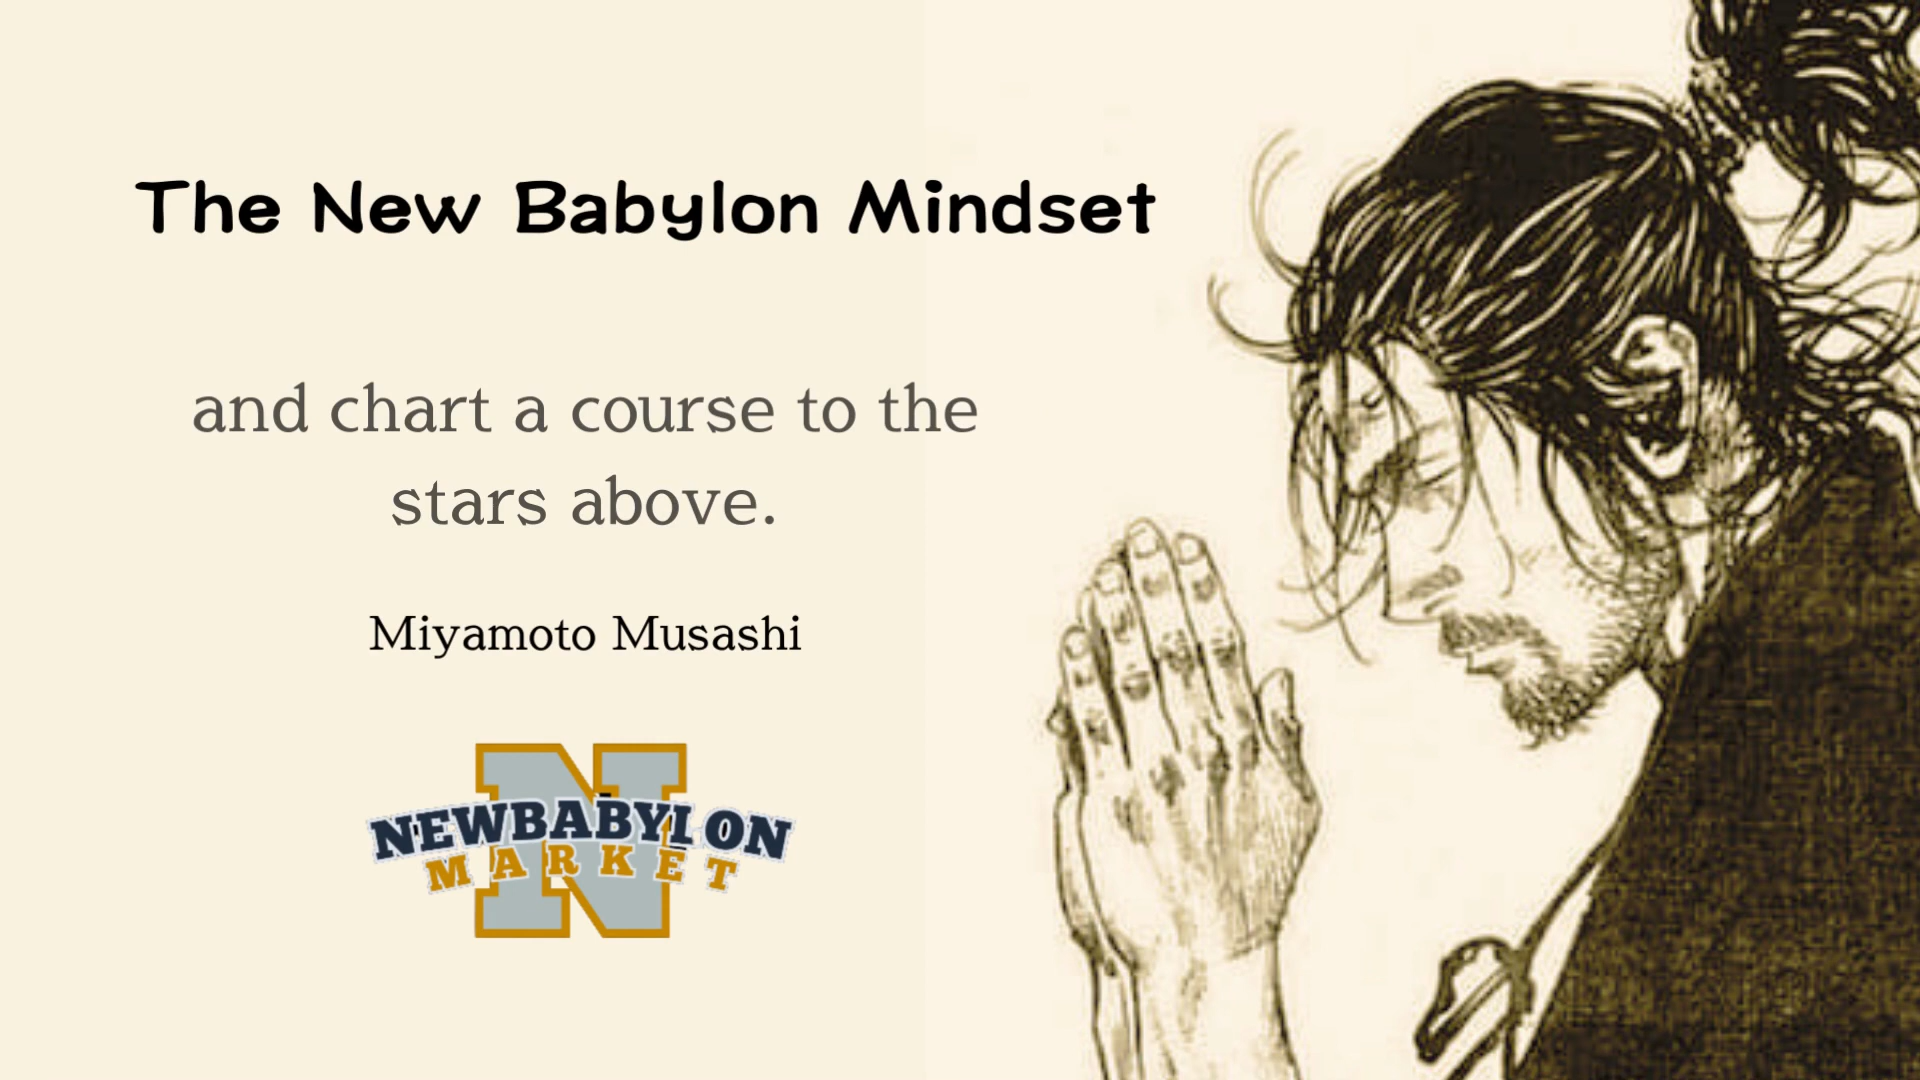 The New Babylon Mindset
and chart a course to the
stars above.
Miyamoto Musashi
NEWBABYLON
MARKET